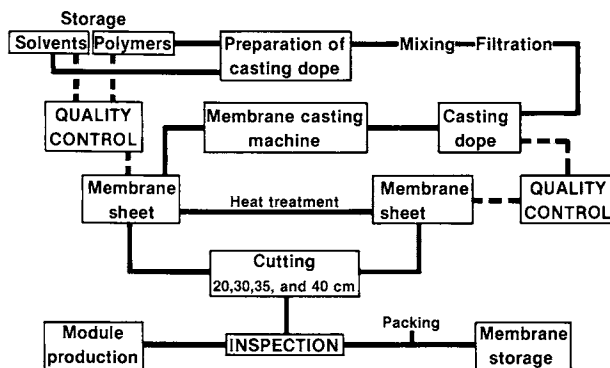 Storage
Solvents
Polymers
Preparation of
casting dope
Mixing
Filtration
QUALITY
CONTROL
Membrane casting
machine
Casting
dope
Membrane
sheet
Heat treatment
Membrane
sheet
QUALITY
CONTROL
Cutting
20,30,35, and 40 cm
Module
production
INSPECTION
Packing
Membrane
storage